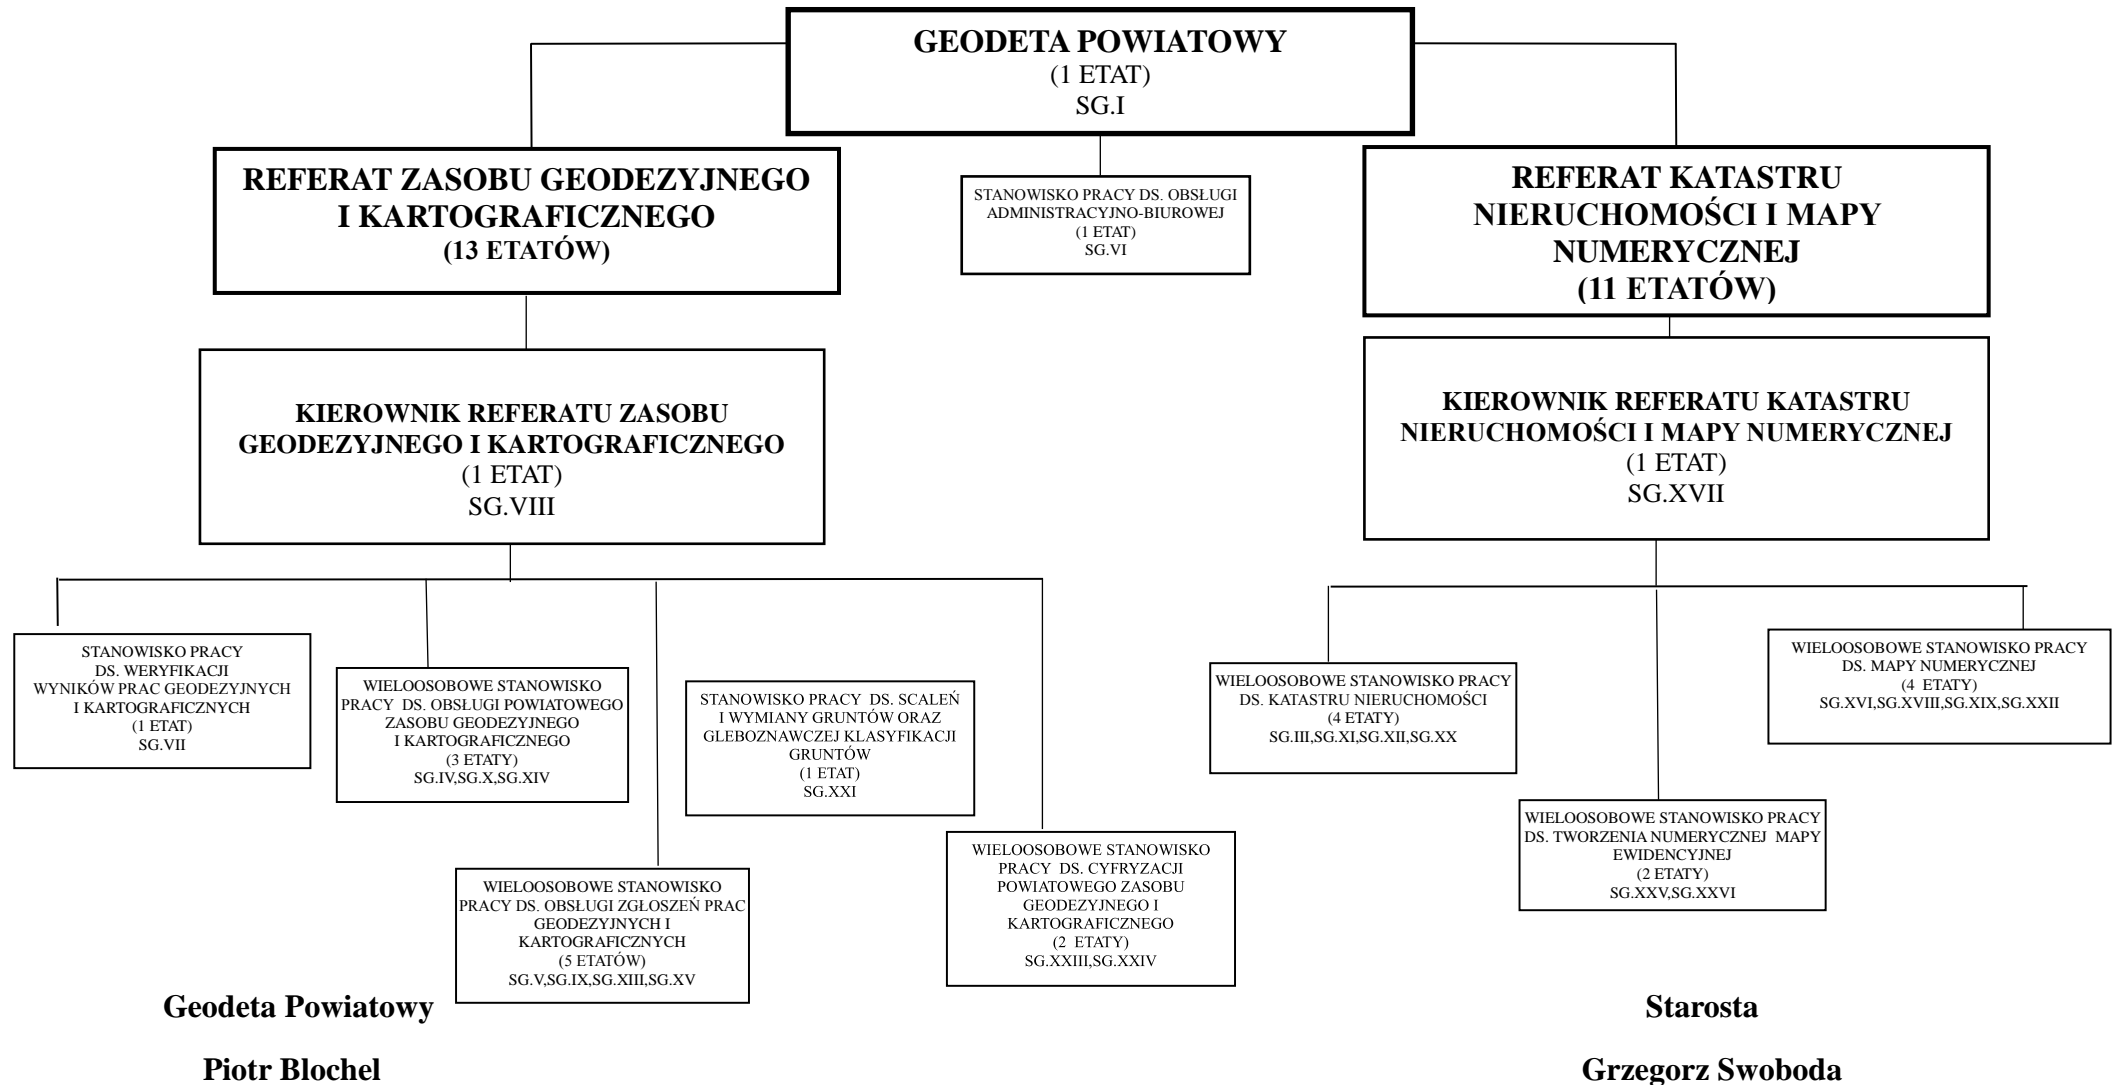 GEODETA POWIATOWY
(1 ETAT)
SG.I
REFERAT ZASOBU GEODEZYJNEGO
I KARTOGRAFICZNEGO
(13 ETATÓW)
STANOWISKO PRACY DS. OBSŁUGI
ADMINISTRACYJNO-BIUROWEJ
(1 ETAT)
SG.VI
REFERAT KATASTRU
NIERUCHOMOŚCI I MAPY
NUMERYCZNEJ
(11 ETATÓW)
KIEROWNIK REFERATU ZASOBU
GEODEZYJNEGO I KARTOGRAFICZNEGO
(1 ETAT)
SG.VIII
KIEROWNIK REFERATU KATASTRU
NIERUCHOMOŚCI I MAPY NUMERYCZNEJ
(1 ETAT)
SG.XVII
STANOWISKO PRACY
DS. WERYFIKACJI
WYNIKÓW PRAC GEODEZYJNYCH
I KARTOGRAFICZNYCH
(1 ETAT)
SG.VII
WIELOOSOBOWE STANOWISKO
PRACY DS. OBSŁUGI POWIATOWEGO
ZASOBU GEODEZYJNEGO
I KARTOGRAFICZNEGO
(3 ETATY)
SG.IV,SG.X,SG.XIV
STANOWISKO PRACY DS. SCALEŃ
I WYMIANY GRUNTÓW ORAZ
GLEBOZNAWCZEJ KLASYFIKACJI
GRUNTÓW
(1 ETAT)
SG.XXI
WIELOOSOBOWE STANOWISKO PRACY
DS. KATASTRU NIERUCHOMOŚCI
(4 ETATY)
SG.III,SG.XI,SG.XII,SG.XX
WIELOOSOBOWE STANOWISKO PRACY
DS. MAPY NUMERYCZNEJ
(4 ETATY)
SG.XVI,SG.XVIII,SG.XIX,SG.XXII
WIELOOSOBOWE STANOWISKO
PRACY DS. OBSŁUGI ZGŁOSZEŃ PRAC
GEODEZYJNYCH I
KARTOGRAFICZNYCH
(5 ETATÓW)
SG.V,SG.IX,SG.XIII,SG.XV
WIELOOSOBOWE STANOWISKO
PRACY DS. CYFRYZACJI
POWIATOWEGO ZASOBU
GEODEZYJNEGO I
KARTOGRAFICZNEGO
(2 ETATY)
SG.XXIII,SG.XXIV
WIELOOSOBOWE STANOWISKO PRACY
DS. TWORZENIA NUMERYCZNEJ MAPY
EWIDENCYJNEJ
(2 ETATY)
SG.XXV,SG.XXVI
Geodeta Powiatowy
Piotr Blochel
Starosta
Grzegorz Swoboda